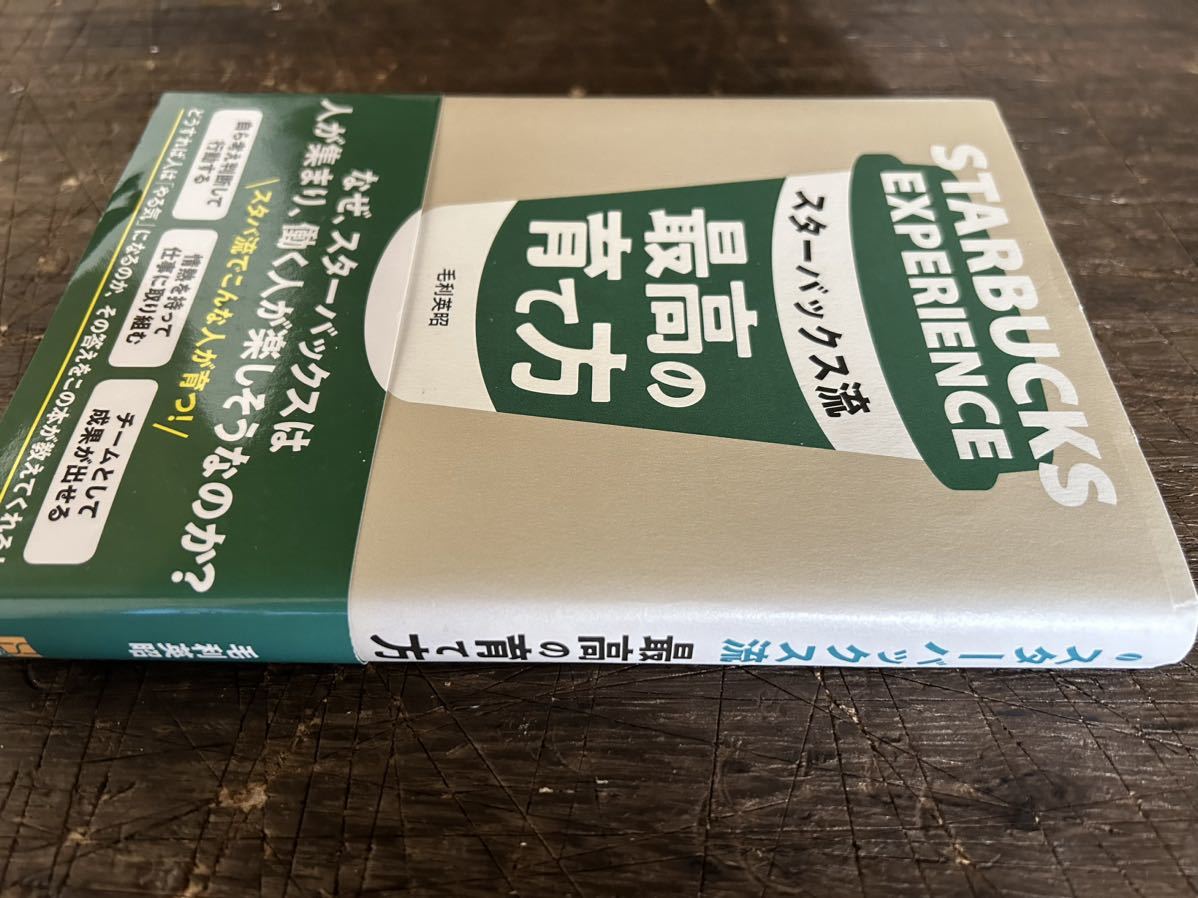 STARBUCKS
EXPERIENCE
スターバックス流
最高の
育て方
毛利英昭
なぜ、スターバックスは
人が集まり、働く人が楽しそうなのか?
\スタバ流でこんな人が育つ!/
自ら考え判断して
行動する
情熱を持って
仕事に取り組む
チームとして
成果が出せる
どうすれば人は「やる気」になるのか、その答えをこの本が教えてくれる!
スターバックス流
最高の育て方
毛利英昭